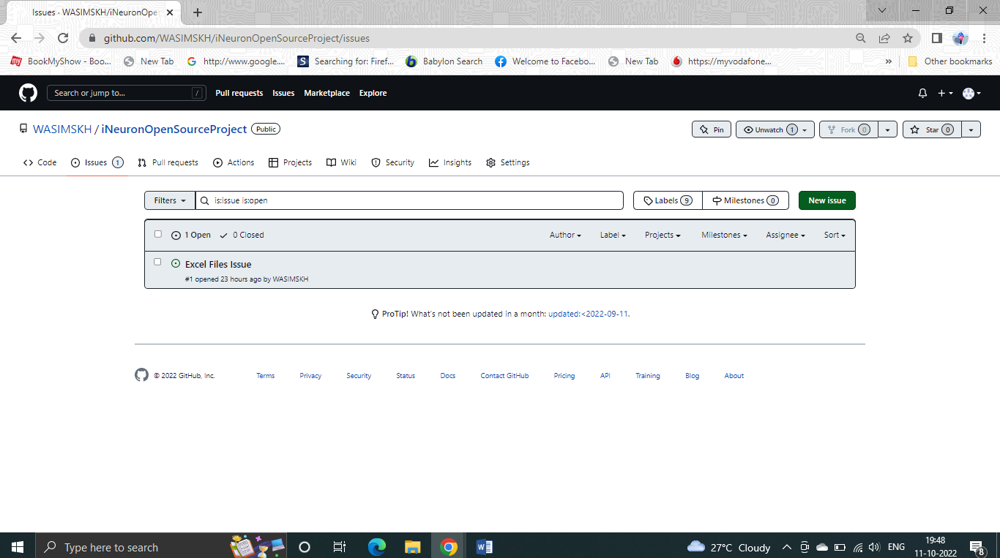 Issues · WASIMSKH/iNeuronOpe
github.com/WASIMSKH/iNeuronOpenSourceProject/issues
my BookMyShow - Boo... New Tab G http://www.google.... S Searching for: Firef... b Babylon Search Welcome to Facebo... New Tab https://myvodafone... » Other bookmarks
Search or jump to... / Pull requests Issues Marketplace Explore
WASIMSKH / iNeuronOpenSourceProject Public Pin Unwatch 1 Fork 0 Star 0
Code Issues 1 Pull requests Actions Projects Wiki Security Insights Settings
Filters is:issue is:open Labels 9 Milestones 0 New issue
1 Open 0 Closed Author Label Projects Milestones Assignee Sort
Excel Files Issue
#1 opened 23 hours ago by WASIMSKH
ProTip! What's not been updated in a month: updated:<2022-09-11.
© 2022 GitHub, Inc. Terms Privacy Security Status Docs Contact GitHub Pricing API Training Blog About
Type here to search 27°C Cloudy ENG 19:48
11-10-2022 8